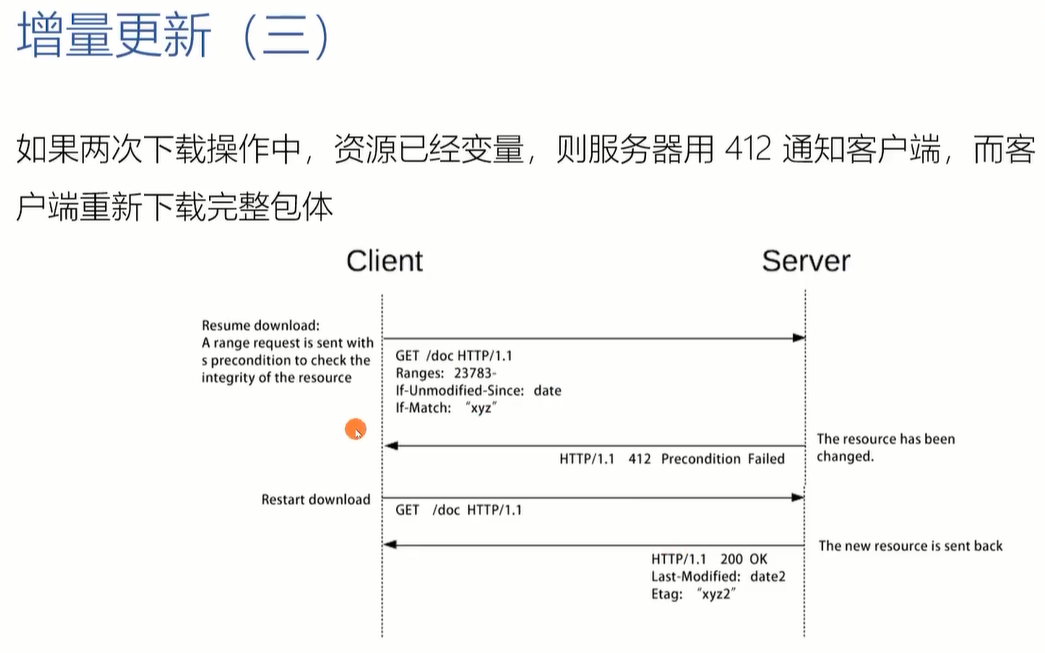 增量更新（三）
如果两次下载操作中，资源已经变量，则服务器用 412 通知客户端，而客
户端重新下载完整包体
Client
Server
Resume download:
A range request is sent with
s precondition to check the
integrity of the resource
GET /doc HTTP/1.1
Ranges: 23783-
If-Unmodified-Since: date
If-Match: "xyz"
The resource has been
changed.
HTTP/1.1 412 Precondition Failed
Restart download
GET /doc HTTP/1.1
The new resource is sent back
HTTP/1.1 200 OK
Last-Modified: date2
Etag: "xyz2"